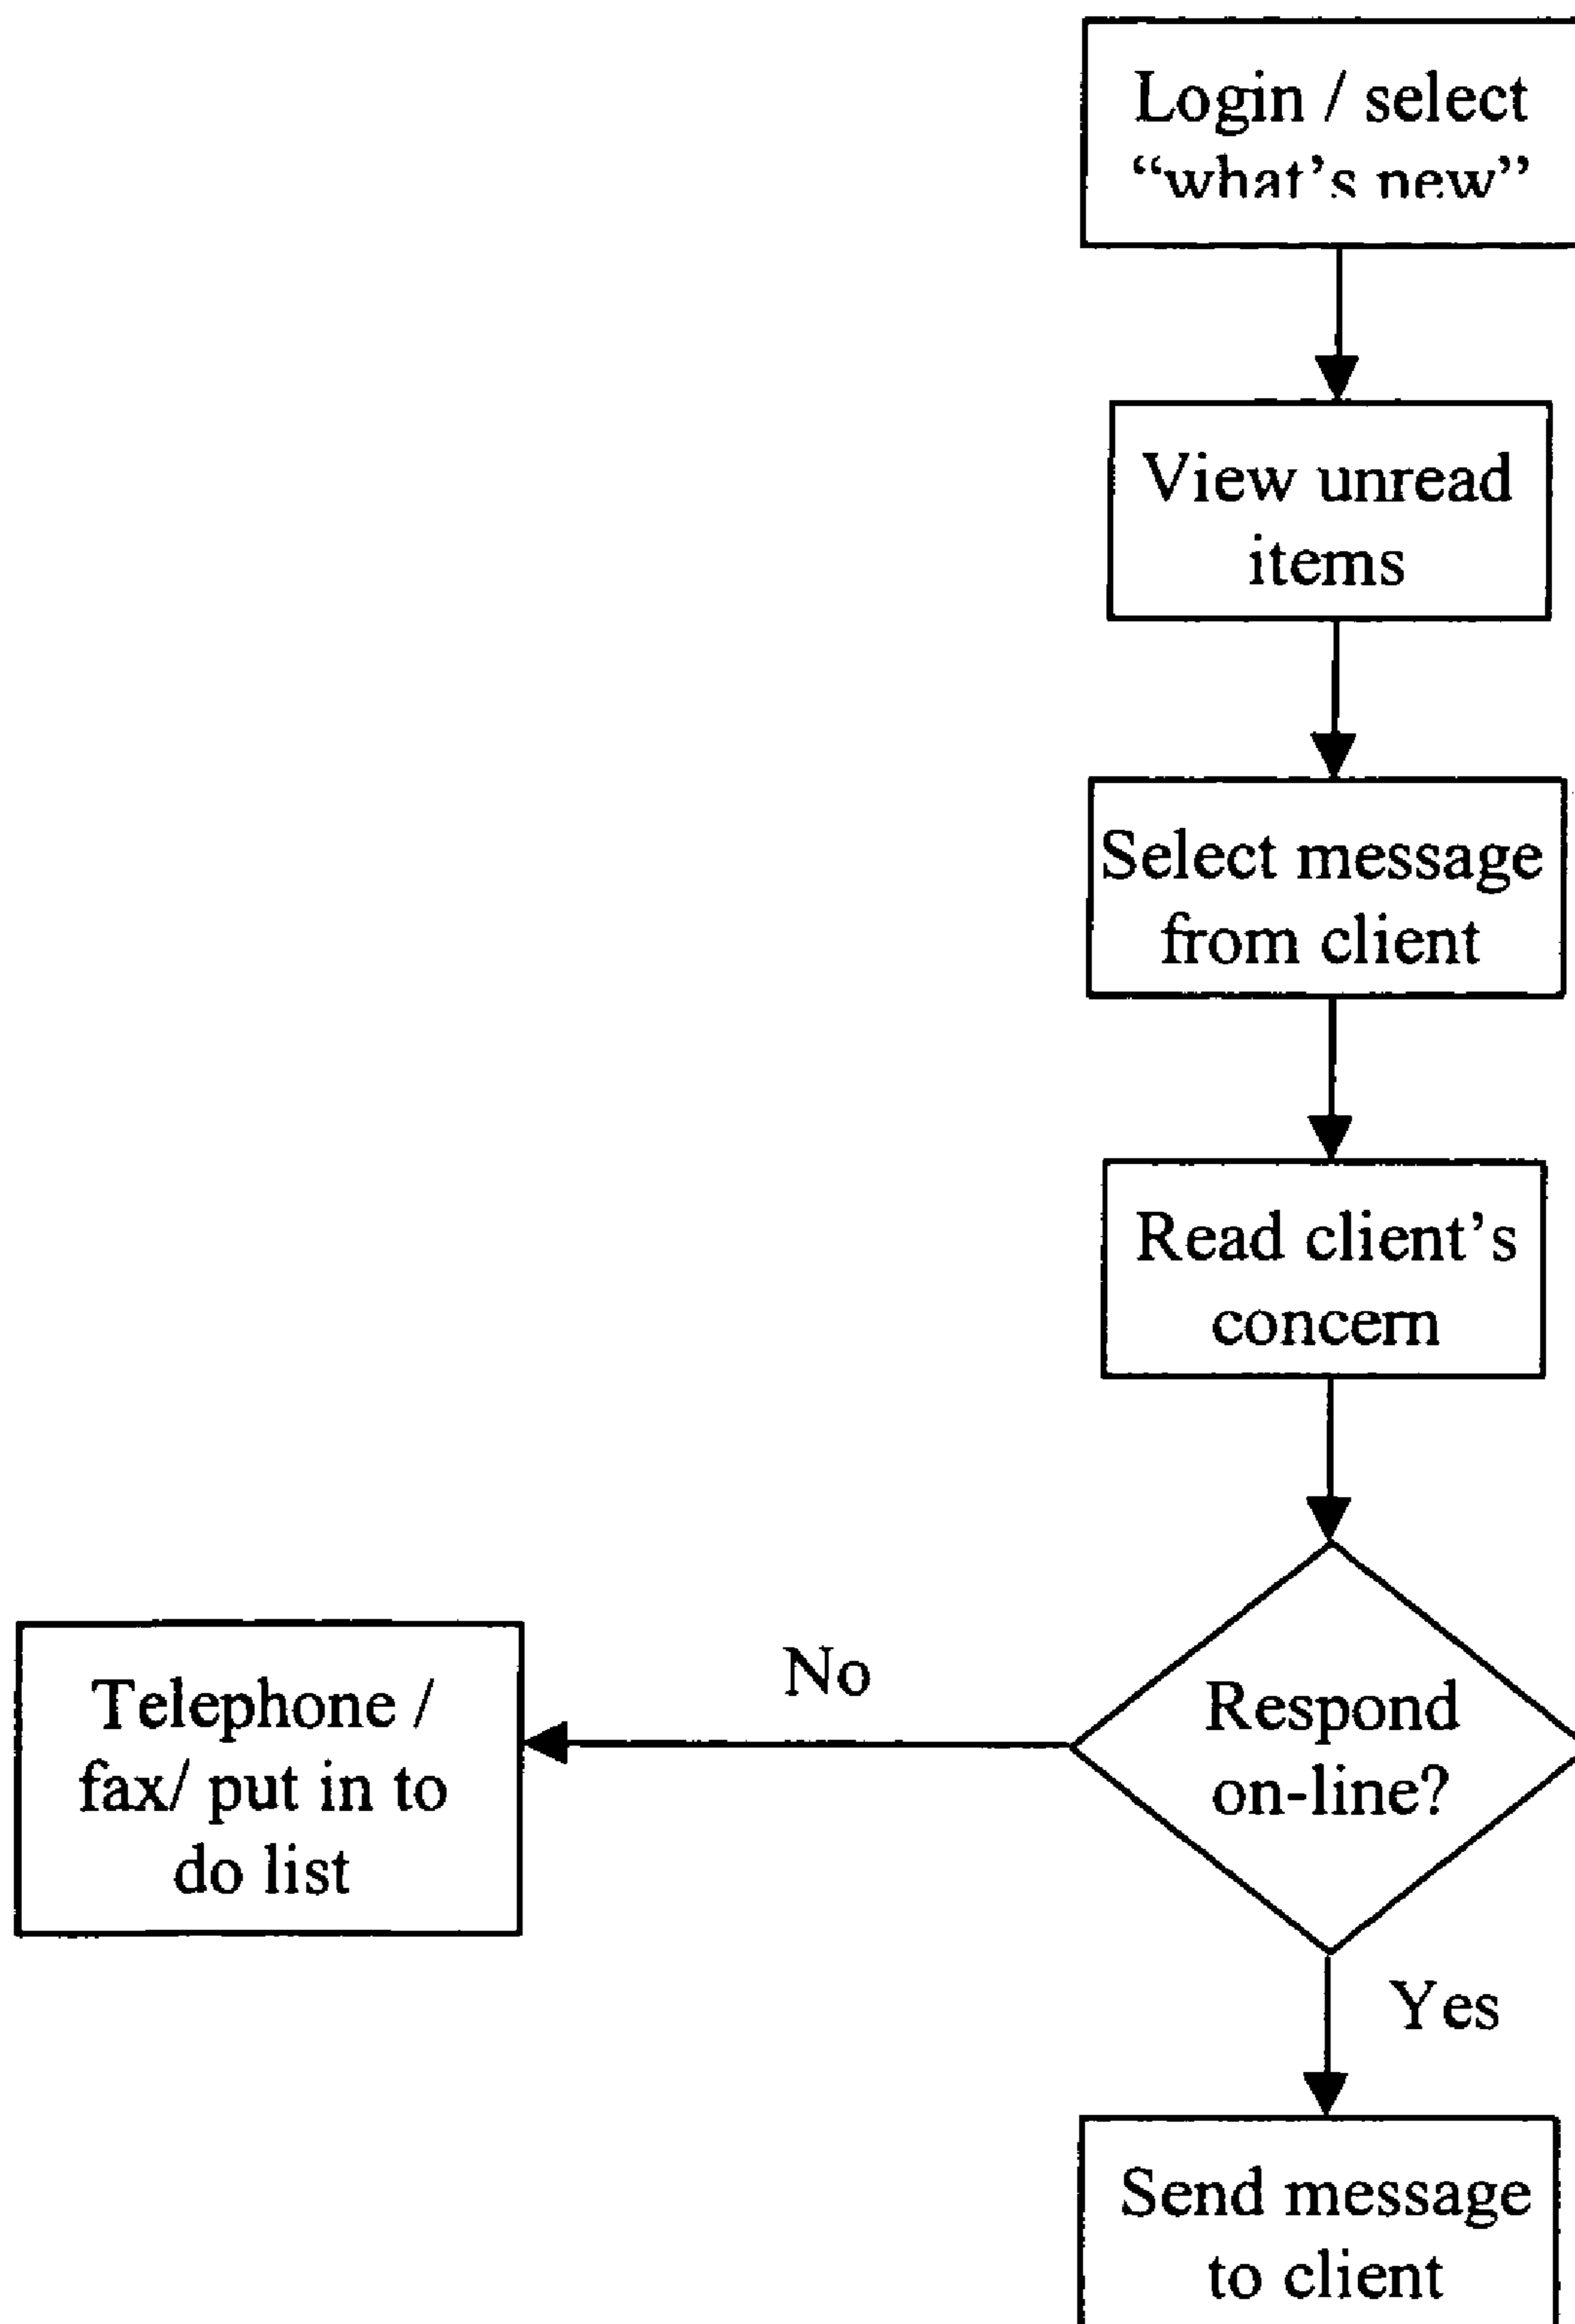 Login / select
“what’s new”
View unread
items
Select message
from client
Read client’s
concern
No
Telephone /
fax/ put in to
do list
Respond
on-line?
Yes
Send message
to client